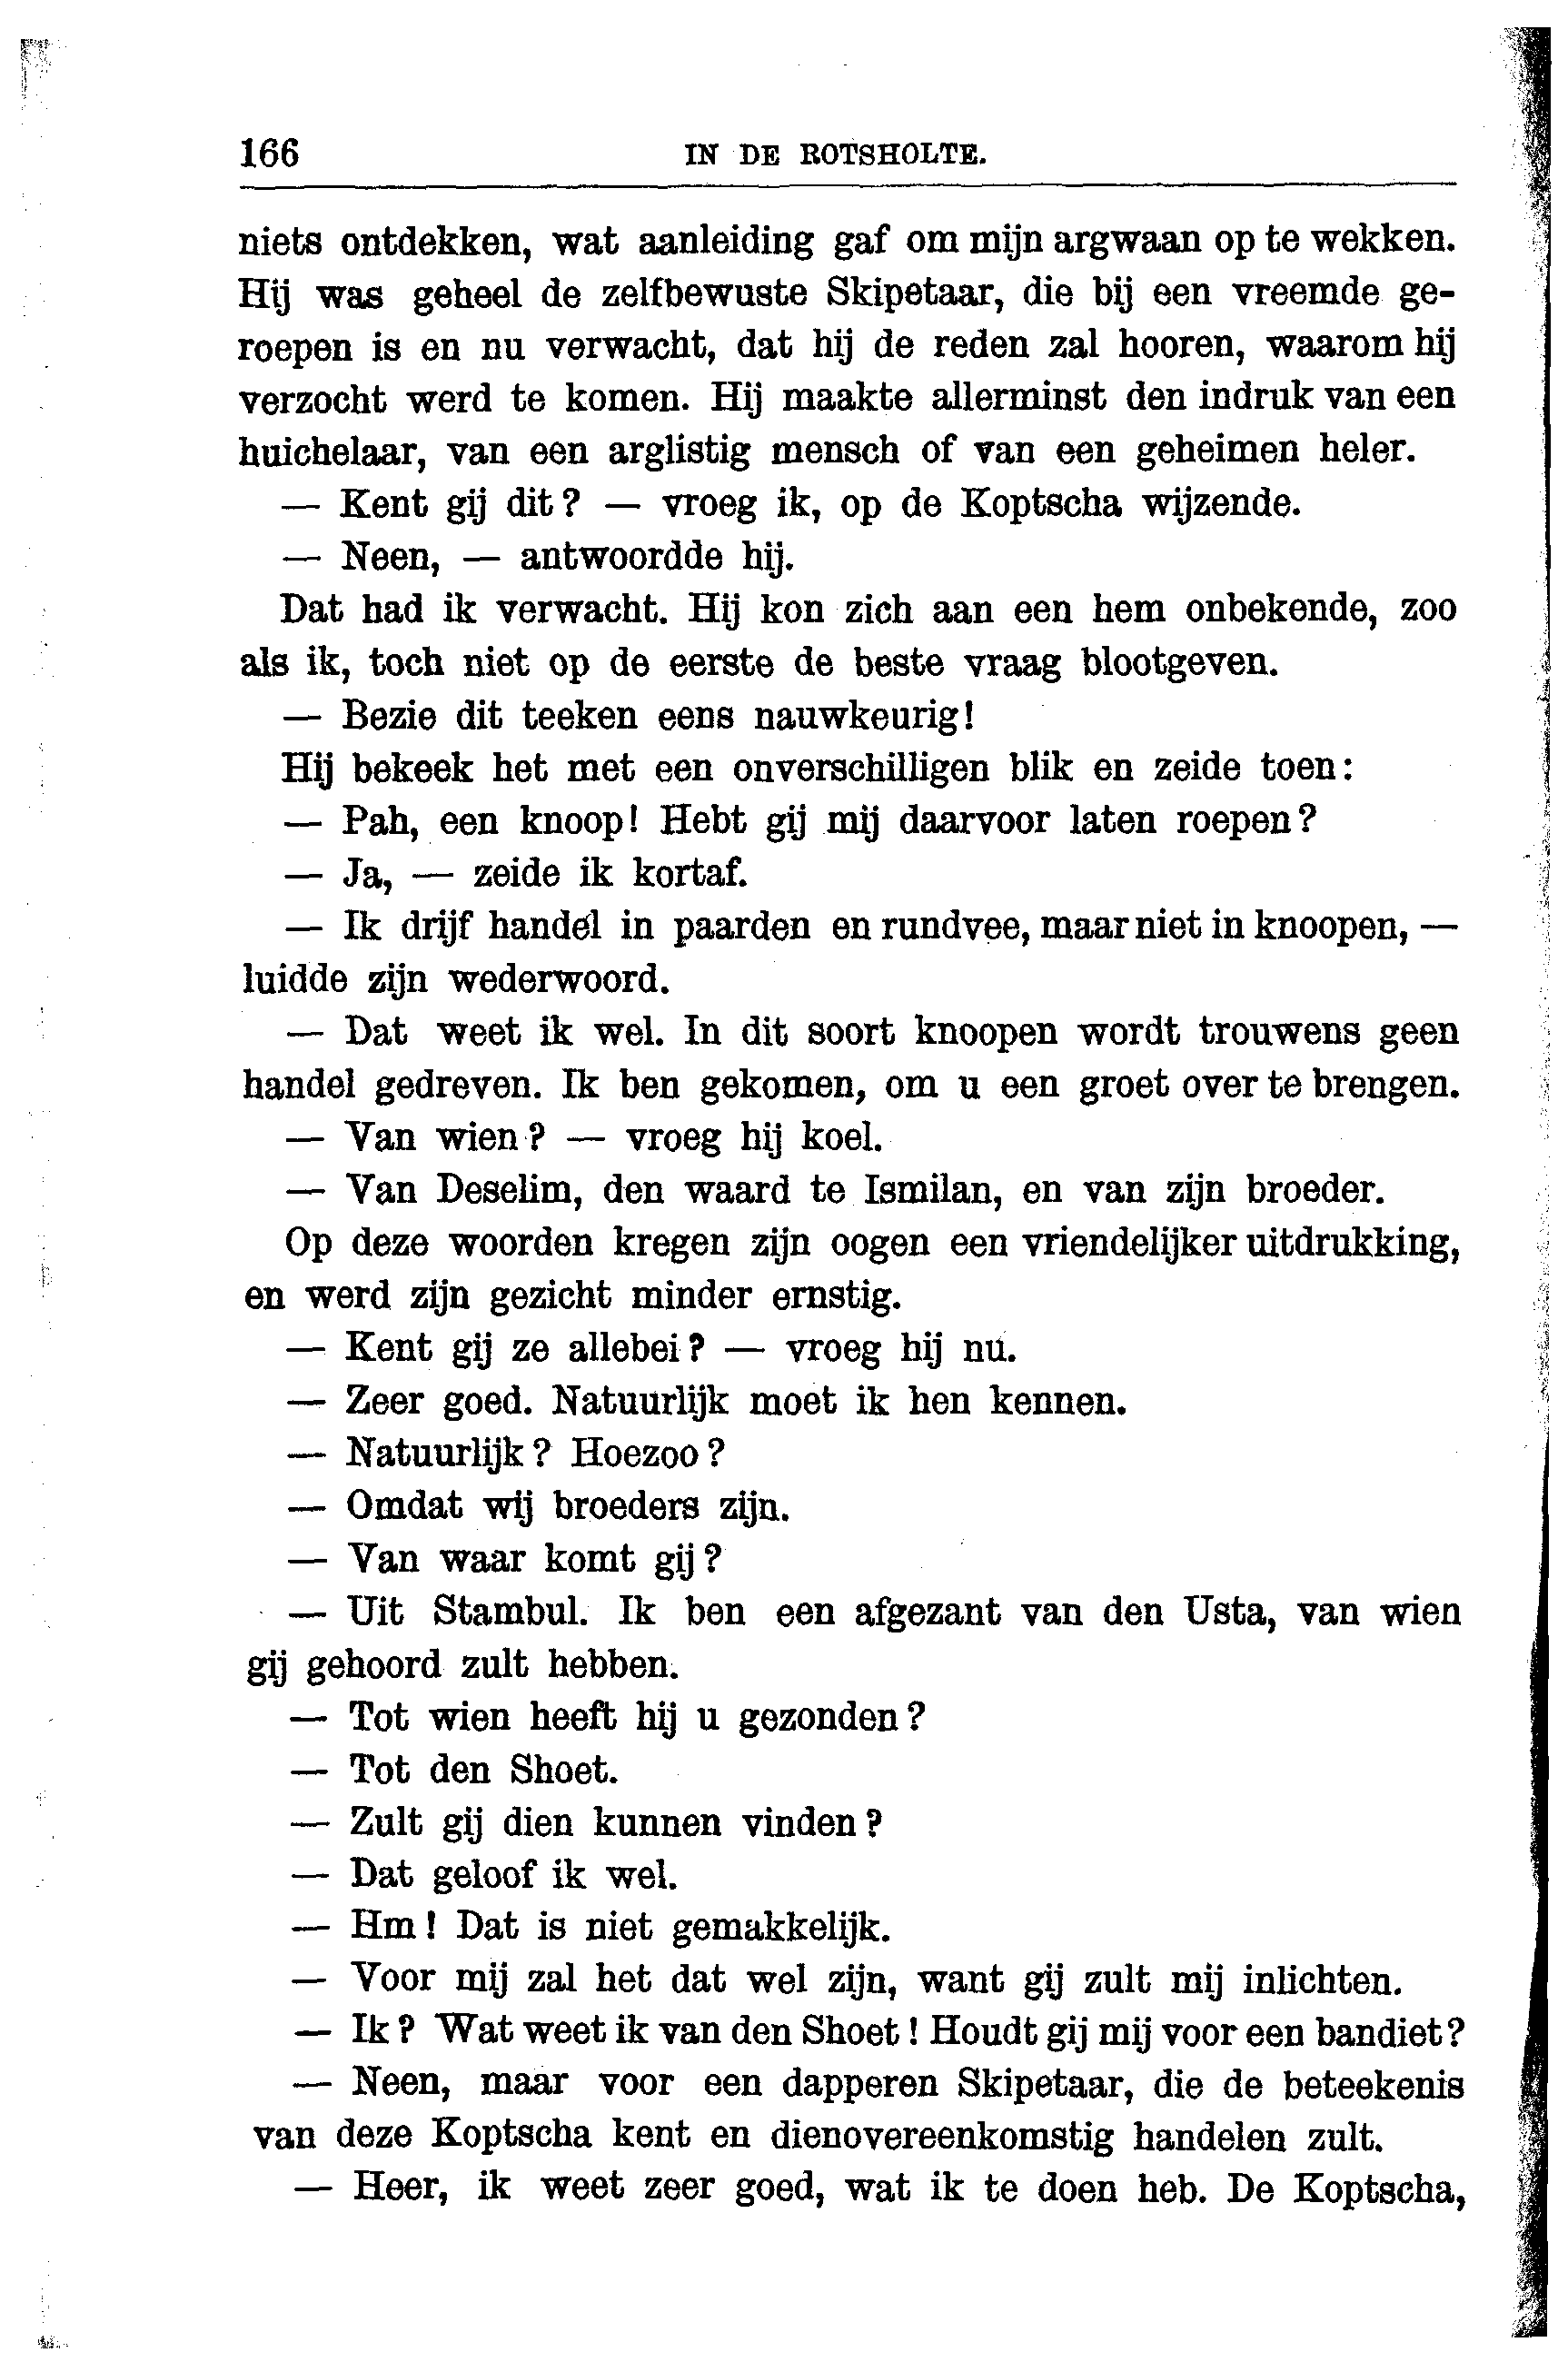 166 IN DE ROTSHOLTE.
niets ontdekken, wat aanleiding gaf om mijn argwaan op te wekken.
Hij was geheel de zelfbewuste Skipetaar, die bij een vreemde ge-
roepen is en nu verwacht, dat hij de reden zal hooren, waarom hij
verzocht werd te komen. Hij maakte allerminst den indruk van een
huichelaar, van een arglistig mensch of van een geheimen heler.
— Kent gij dit? — vroeg ik, op de Koptscha wijzende.
— Neen, — antwoordde hij.
Dat had ik verwacht. Hij kon zich aan een hem onbekende, zoo
als ik, toch niet op de eerste de beste vraag blootgeven.
— Bezie dit teeken eens nauwkeurig!
Hij bekeek het met een onverschilligen blik en zeide toen:
— Pah, een knoop! Hebt gij mij daarvoor laten roepen?
— Ja, — zeide ik kortaf.
— Ik drijf handel in paarden en rundvee, maar niet in knoopen, —
luidde zijn wederwoord.
— Dat weet ik wel. In dit soort knoopen wordt trouwens geen
handel gedreven. Ik ben gekomen, om u een groet over te brengen.
— Van wien? — vroeg hij koel.
— Van Deselim, den waard te Ismilan, en van zijn broeder.
Op deze woorden kregen zijn oogen een vriendelijker uitdrukking,
en werd zijn gezicht minder ernstig.
— Kent gij ze allebei? — vroeg hij nu.
— Zeer goed. Natuurlijk moet ik hen kennen.
— Natuurlijk? Hoezoo?
— Omdat wij broeders zijn.
— Van waar komt gij?
— Uit Stambul. Ik ben een afgezant van den Usta, van wien
gij gehoord zult hebben.
— Tot wien heeft hij u gezonden?
— Tot den Shoet.
— Zult gij dien kunnen vinden?
— Dat geloof ik wel.
— Hm! Dat is niet gemakkelijk.
— Voor mij zal het dat wel zijn, want gij zult mij inlichten.
— Ik? Wat weet ik van den Shoet! Houdt gij mij voor een bandiet?
— Neen, maar voor een dapperen Skipetaar, die de beteekenis
van deze Koptscha kent en dienovereenkomstig handelen zult.
— Heer, ik weet zeer goed, wat ik te doen heb. De Koptscha,